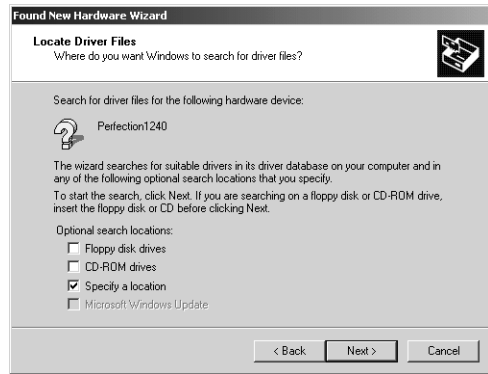 Found New Hardware Wizard
Locate Driver Files
Where do you want Windows to search for driver files?
Search for driver files for the following hardware device:
Perfection1240
The wizard searches for suitable drivers in its driver database on your computer and in
any of the following optional search locations that you specify.
To start the search, click Next. If you are searching on a floppy disk or CD-ROM drive,
insert the floppy disk or CD before clicking Next.
Optional search locations:
Floppy disk drives
CD-ROM drives
Specify a location
Microsoft Windows Update
< Back Next > Cancel